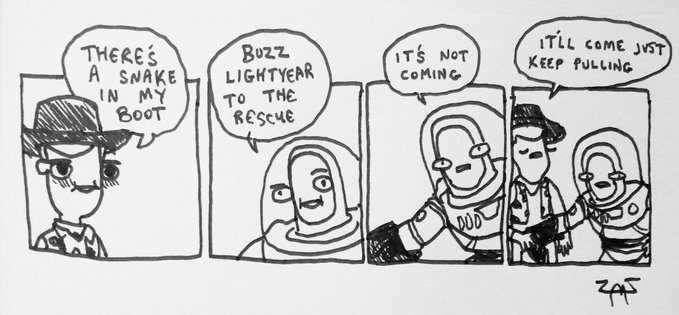 THERE'S
A SNAKE
IN MY
BOOT
BUZZ
LIGHTYEAR
TO THE
RESCUE
IT'S NOT
COMING
IT'LL COME JUST
KEEP PULLING